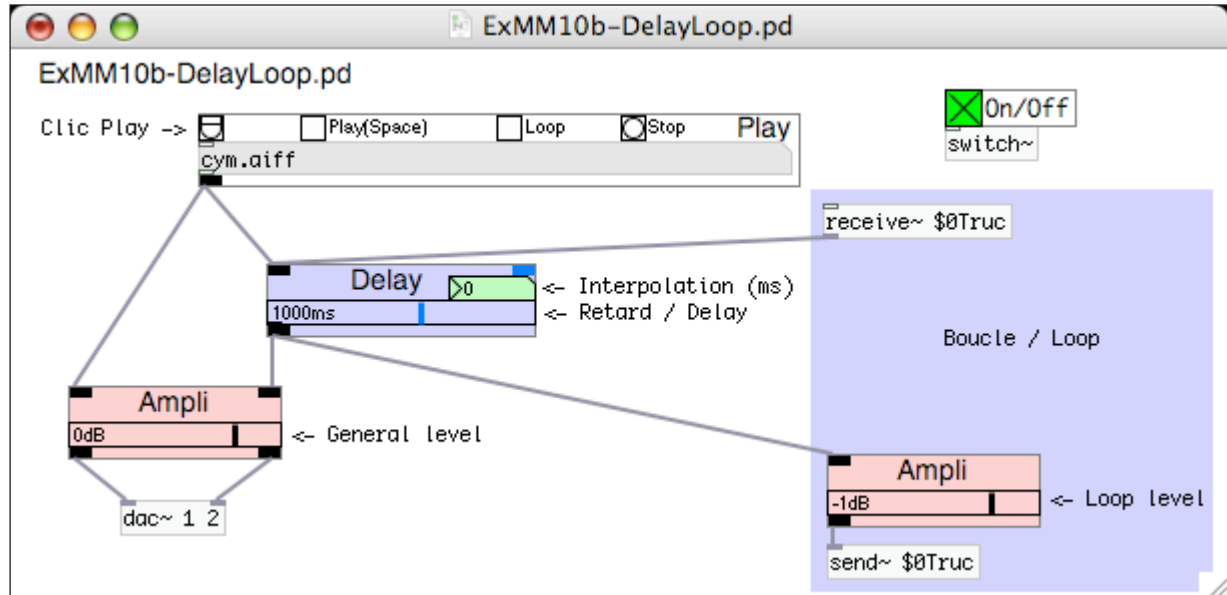 ExMM10b-DelayLoop.pd
ExMM10b-DelayLoop.pd
On/Off
Clic Play -> Play(Space) Loop Stop Play
switch~
cym.aiff
receive~ $0Truc
Delay >0 <- Interpolation (ms)
1000ms <- Retard / Delay
Boucle / Loop
Ampli
0dB <- General level
Ampli
-1dB <- Loop level
dac~ 1 2
send~ $0Truc